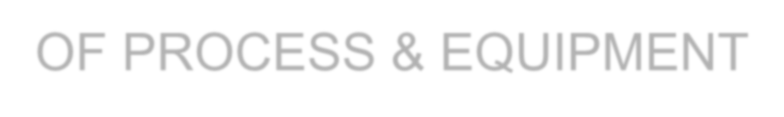 OF PROCESS & EQUIPMENT